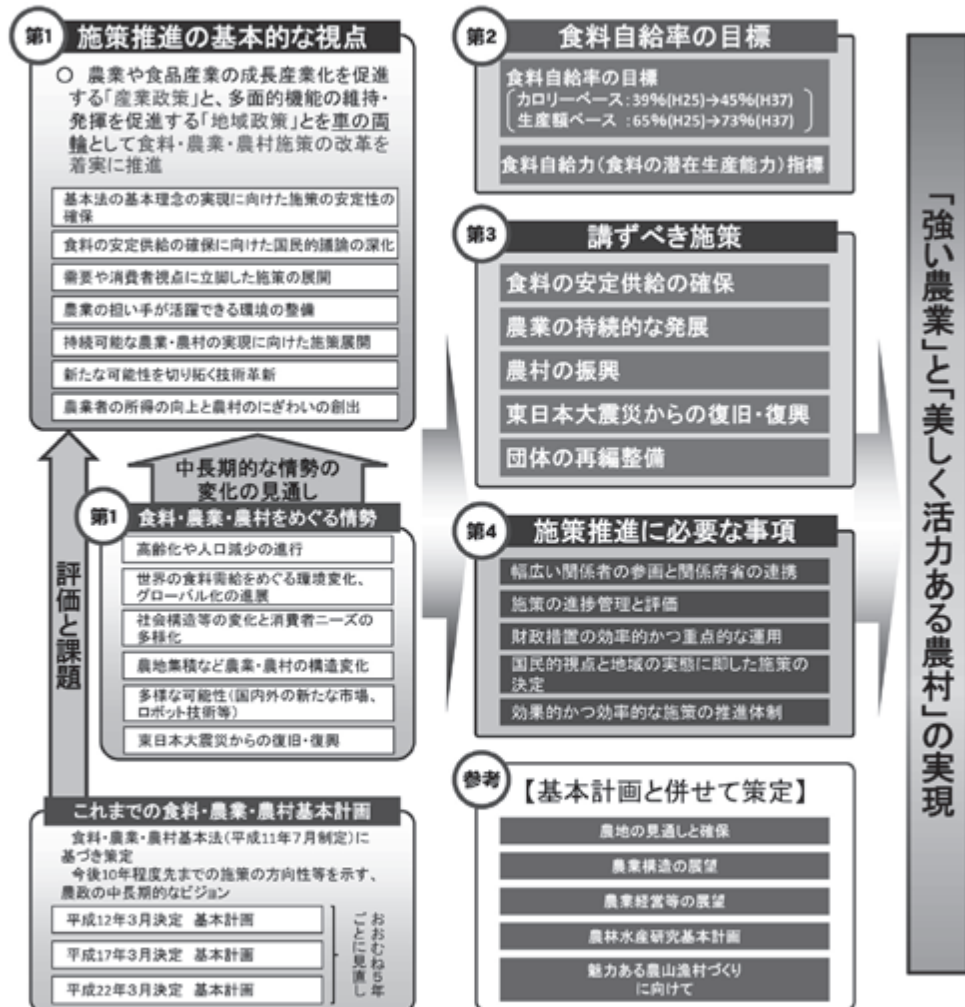 第1
施策推進の基本的な視点
○ 農業や食品産業の成長産業化を促進
する「産業政策」と、多面的機能の維持・
発揮を促進する「地域政策」とを車の両
輪として食料・農業・農村施策の改革を
着実に推進
基本法の基本理念の実現に向けた施策の安定性の
確保
食料の安定供給の確保に向けた国民的議論の深化
需要や消費者視点に立脚した施策の展開
農業の担い手が活躍できる環境の整備
持続可能な農業・農村の実現に向けた施策展開
新たな可能性を切り拓く技術革新
農業者の所得の向上と農村のにぎわいの創出
中長期的な情勢の
変化の見通し
第1
食料・農業・農村をめぐる情勢
高齢化や人口減少の進行
世界の食料需給をめぐる環境変化、
グローバル化の進展
社会構造等の変化と消費者ニーズの
多様化
農地集積など農業・農村の構造変化
多様な可能性(国内外の新たな市場、
ロボット技術等)
東日本大震災からの復旧・復興
評価と課題
これまでの食料・農業・農村基本計画
食料・農業・農村基本法(平成11年7月制定)に
基づき策定
今後10年程度先までの施策の方向性等を示す、
農政の中長期的なビジョン
平成12年3月決定 基本計画
平成17年3月決定 基本計画
平成22年3月決定 基本計画
おおむね5年
ごとに見直し
第2
食料自給率の目標
食料自給率の目標
カロリーベース:39%(H25)→45%(H37)
生産額ベース :65%(H25)→73%(H37)
食料自給力(食料の潜在生産能力)指標
第3
講ずべき施策
食料の安定供給の確保
農業の持続的な発展
農村の振興
東日本大震災からの復旧・復興
団体の再編整備
第4
施策推進に必要な事項
幅広い関係者の参画と関係府省の連携
施策の進捗管理と評価
財政措置の効率的かつ重点的な運用
国民的視点と地域の実態に即した施策の
決定
効果的かつ効率的な施策の推進体制
参考
【基本計画と併せて策定】
農地の見通しと確保
農業構造の展望
農業経営等の展望
農林水産研究基本計画
魅力ある農山漁村づくり
に向けて
「強い農業」と「美しく活力ある農村」の実現